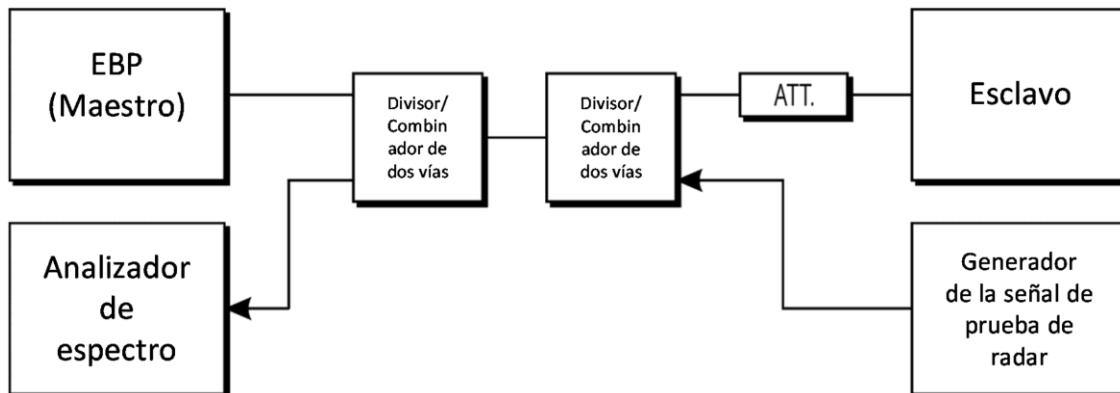 EBP
(Maestro)
Divisor/
Combin
ador de
dos vías
Divisor/
Combin
ador de
dos vías
ATT.
Esclavo
Analizador
de
espectro
Generador
de la señal de
prueba de
radar